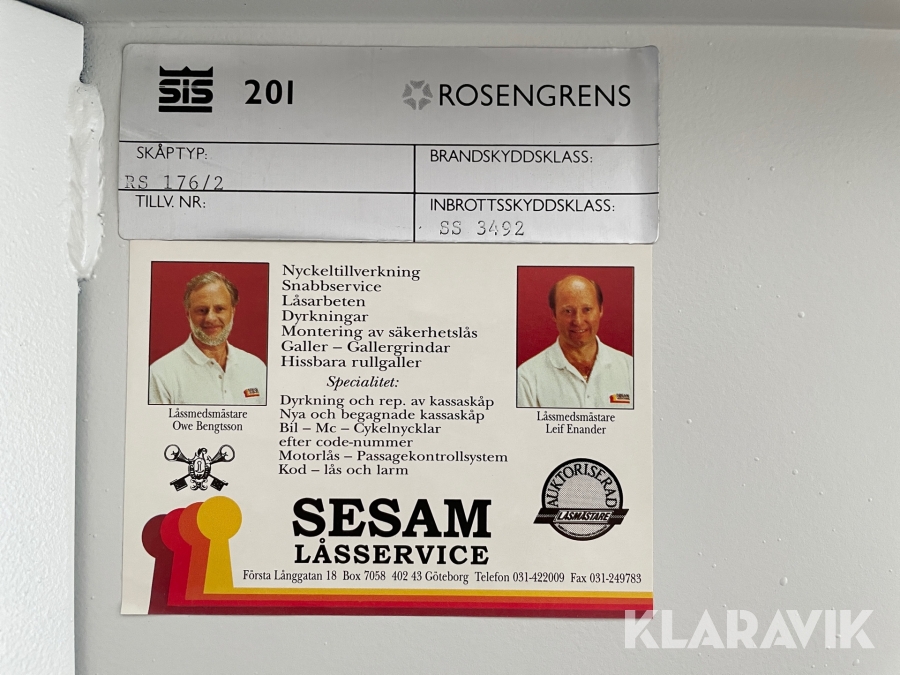 SIS 201 ROSENGRENS
SKÅPTYP:
BRANDSKYDDSKLASS:
RS 176/2
TILLV. NR:
INBROTTSSKYDDSKLASS:
SS 3492
Nyckeltillverkning
Snabbservice
Låsarbeten
Dyrkningar
Montering av säkerhetslås
Galler – Gallergrindar
Hissbara rullgaller
Specialitet:
Dyrkning och rep. av kassaskåp
Nya och begagnade kassaskåp
Bil – Mc – Cykelnycklar
efter code-nummer
Motorlås – Passagekontrollsystem
Kod – lås och larm
Låssmedsmästare
Owe Bengtsson
Låssmedsmästare
Leif Enander
AUKTORISERAD
LÅSMÄSTARE
SESAM
LÅSSERVICE
Första Långgatan 18 Box 7058 402 43 Göteborg Telefon 031-422009 Fax 031-249783
KLARAVIK